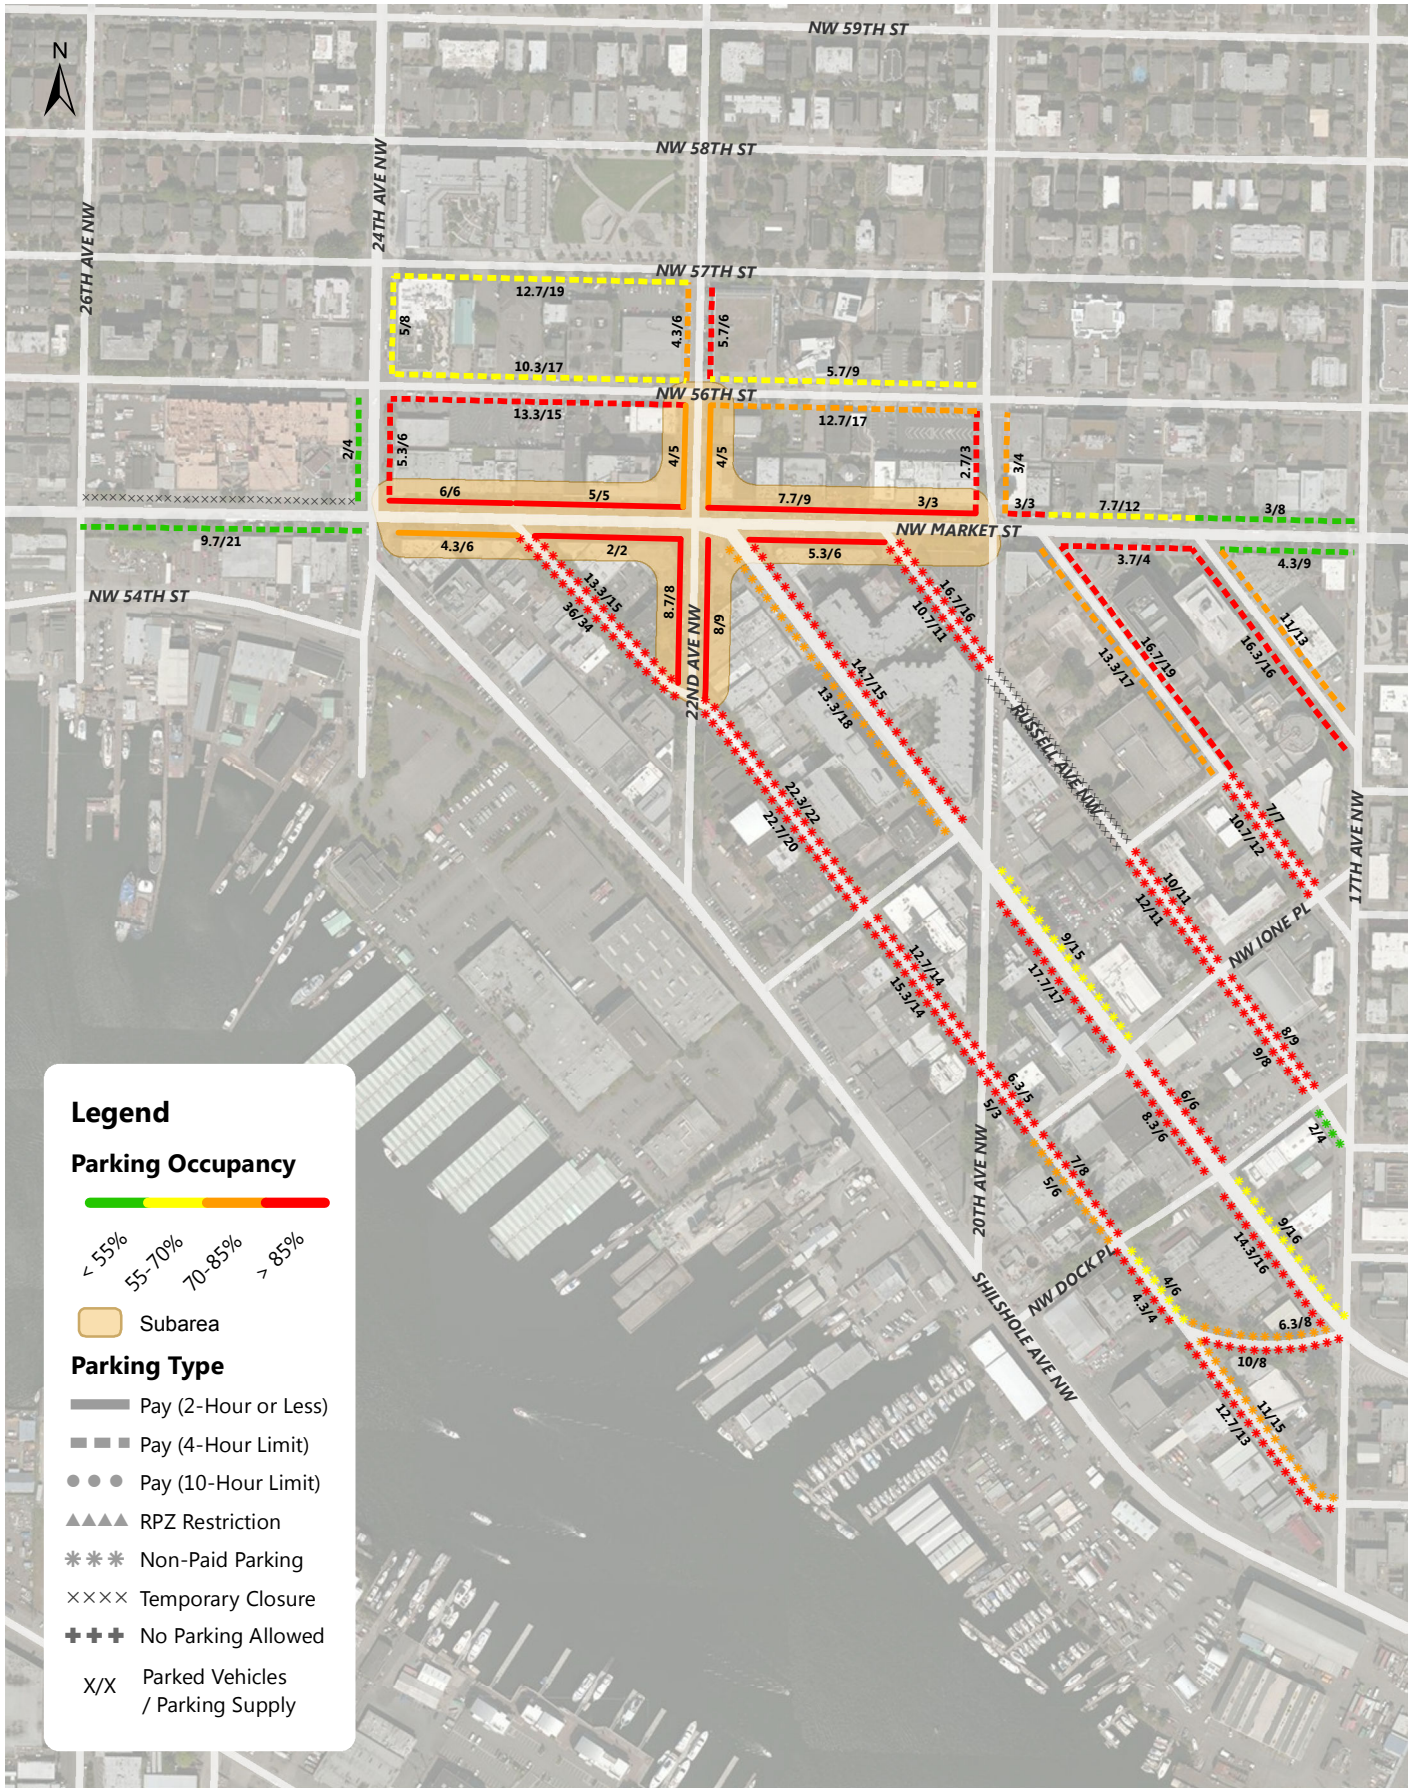 NW 59TH ST
N
NW 58TH ST
24TH AVE NW
26TH AVE NW
NW 57TH ST
12.7/19
5/8
4.3/6
5.7/6
10.3/17
5.7/9
NW 56TH ST
13.3/15
12.7/17
2/4
5.3/6
4/5
4/5
2.7/3
3/4
6/6
5/5
7.7/9
3/3
3/3
7.7/12
3/8
NW MARKET ST
9.7/21
4.3/6
2/2
5.3/6
3.7/4
4.3/9
NW 54TH ST
13.3/15
36/34
8.7/8
8/9
22ND AVE NW
16.7/16
10.7/11
11/13
16.3/16
16.7/19
13.3/17
14.7/15
13.3/18
RUSSELL AVE NW
22.3/22
22.7/20
7/7
10.7/12
17TH AVE NW
10/11
12/11
NW IONE PL
9/15
17.7/17
12.7/14
15.3/14
8/9
9/8
6.3/5
5/3
6/6
8.3/6
2/4
7/8
5/6
20TH AVE NW
9/16
14.3/16
NW DOCK PL
SHILSHOLE AVE NW
4/6
4.3/4
6.3/8
10/8
11/15
12.7/13
Legend
Parking Occupancy
< 55%
55-70%
70-85%
> 85%
Subarea
Parking Type
Pay (2-Hour or Less)
Pay (4-Hour Limit)
Pay (10-Hour Limit)
RPZ Restriction
Non-Paid Parking
Temporary Closure
No Parking Allowed
X/X
Parked Vehicles
/ Parking Supply